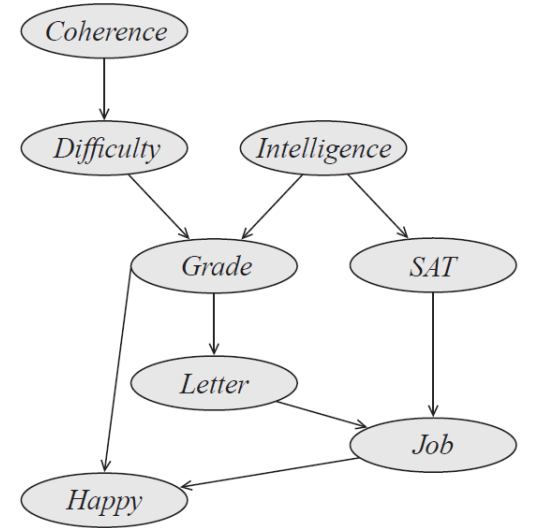 Coherence
Difficulty
Intelligence
Grade
SAT
Letter
Job
Happy